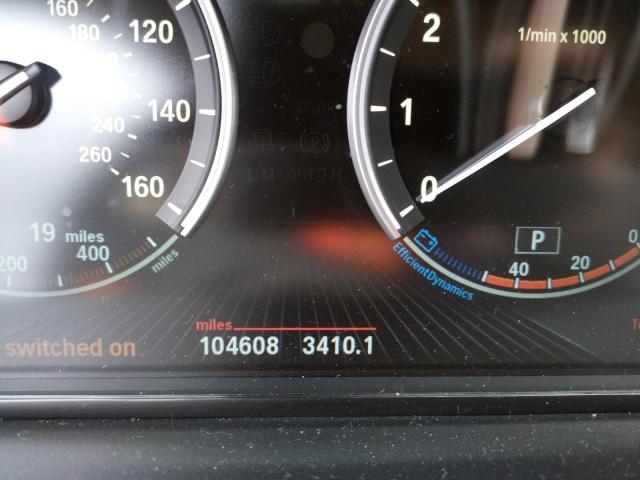 160
180
120
140
240
260
160
2
1/min x 1000
1
0
PARK
(P)
LIM AUTO H
19 miles
200
400
miles
P
EfficientDynamics
40
20
0
miles
switched on
104608 3410.1